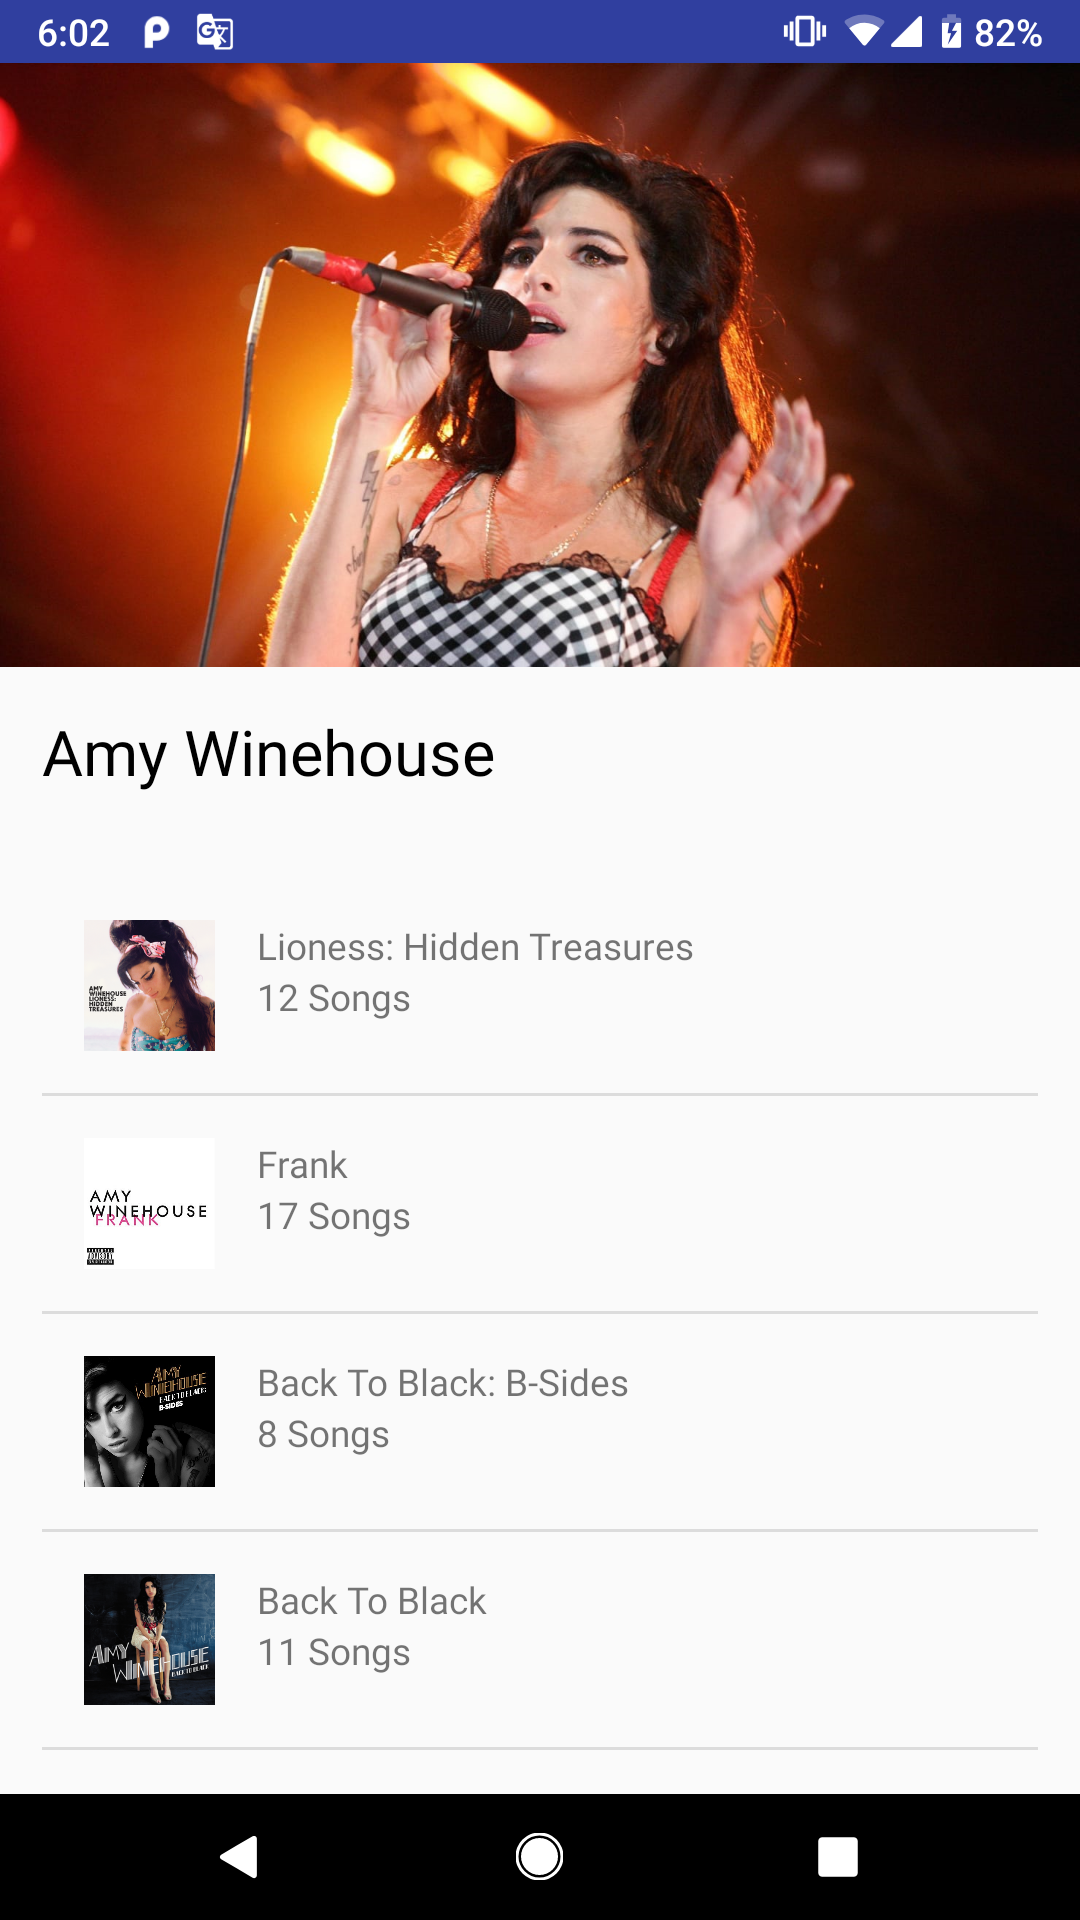 6:02
82%
Amy Winehouse
AMY
WINEHOUSE
LIONESS:
HIDDEN
TREASURES
Lioness: Hidden Treasures
12 Songs
AMY
WINEHOUSE
FRANK
Frank
17 Songs
AMY
WINEHOUSE
BACK TO BLACK:
B-SIDES
Back To Black: B-Sides
8 Songs
AMY
WINEHOUSE
BACK TO BLACK
Back To Black
11 Songs